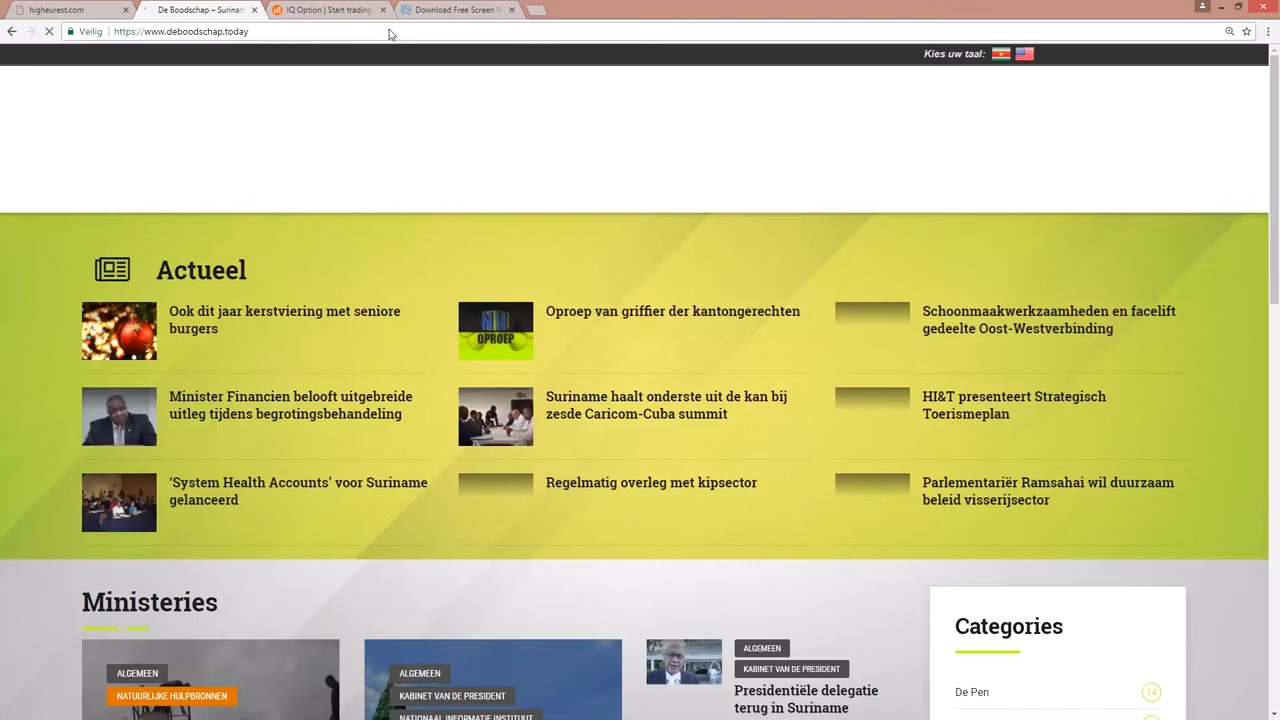 higheurest.com
De Boodschap – Surinam
IQ Option | Start trading
Download Free Screen R
Veilig
https://www.deboodschap.today
Kies uw taal:
Actueel
Ook dit jaar kerstviering met seniore
burgers
Oproep van griffier der kantongerechten
Schoonmaakwerkzaamheden en facelift
gedeelte Oost-Westverbinding
OPROEP
Minister Financien belooft uitgebreide
uitleg tijdens begrotingsbehandeling
Suriname haalt onderste uit de kan bij
zesde Caricom-Cuba summit
HI&T presenteert Strategisch
Toerismeplan
‘System Health Accounts’ voor Suriname
gelanceerd
Regelmatig overleg met kipsector
Parlementariër Ramsahai wil duurzaam
beleid visserijsector
Ministeries
ALGEMEEN
NATUURLIJKE HULPBRONNEN
ALGEMEEN
KABINET VAN DE PRESIDENT
NATIONAAL INFORMATIE INSTITUUT
ALGEMEEN
KABINET VAN DE PRESIDENT
Presidentiële delegatie
terug in Suriname
Categories
De Pen
14